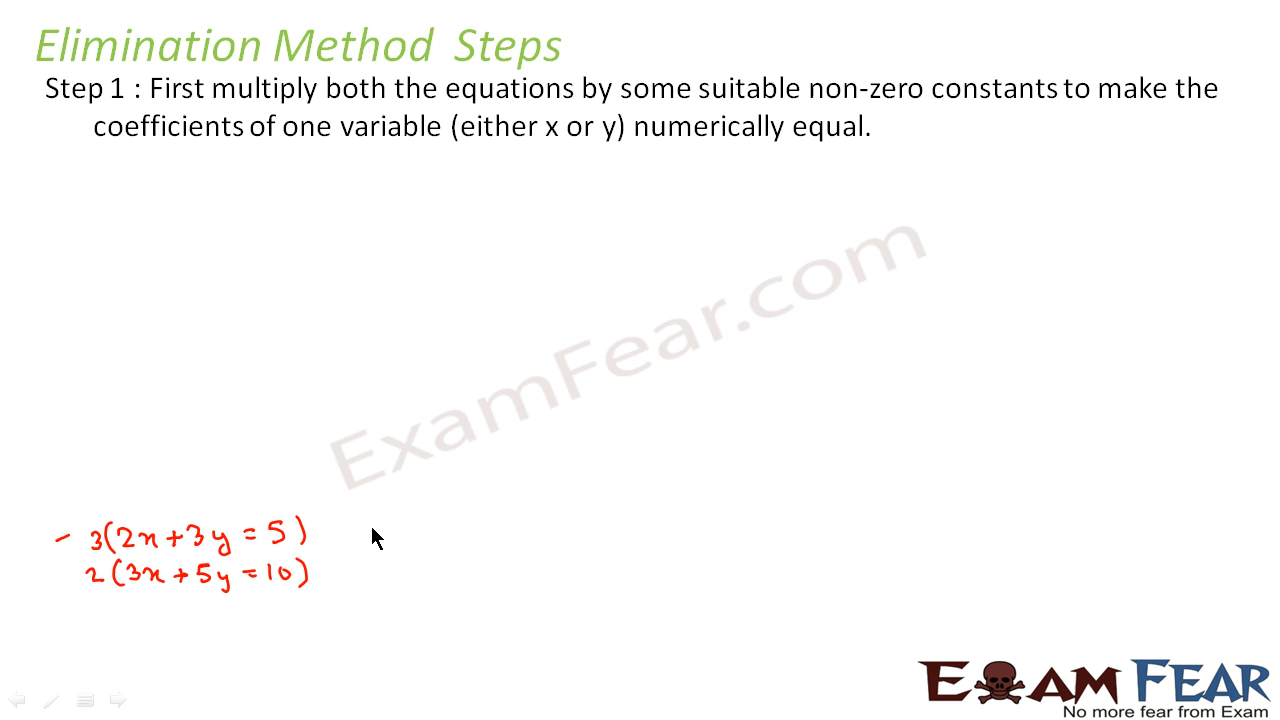 Elimination Method Steps
Step 1 : First multiply both the equations by some suitable non-zero constants to make the
coefficients of one variable (either x or y) numerically equal.
ExamFear.com
- 3(2x+3y=5)
2(3x+5y=10)
EXAM FEAR
No more fear from Exam